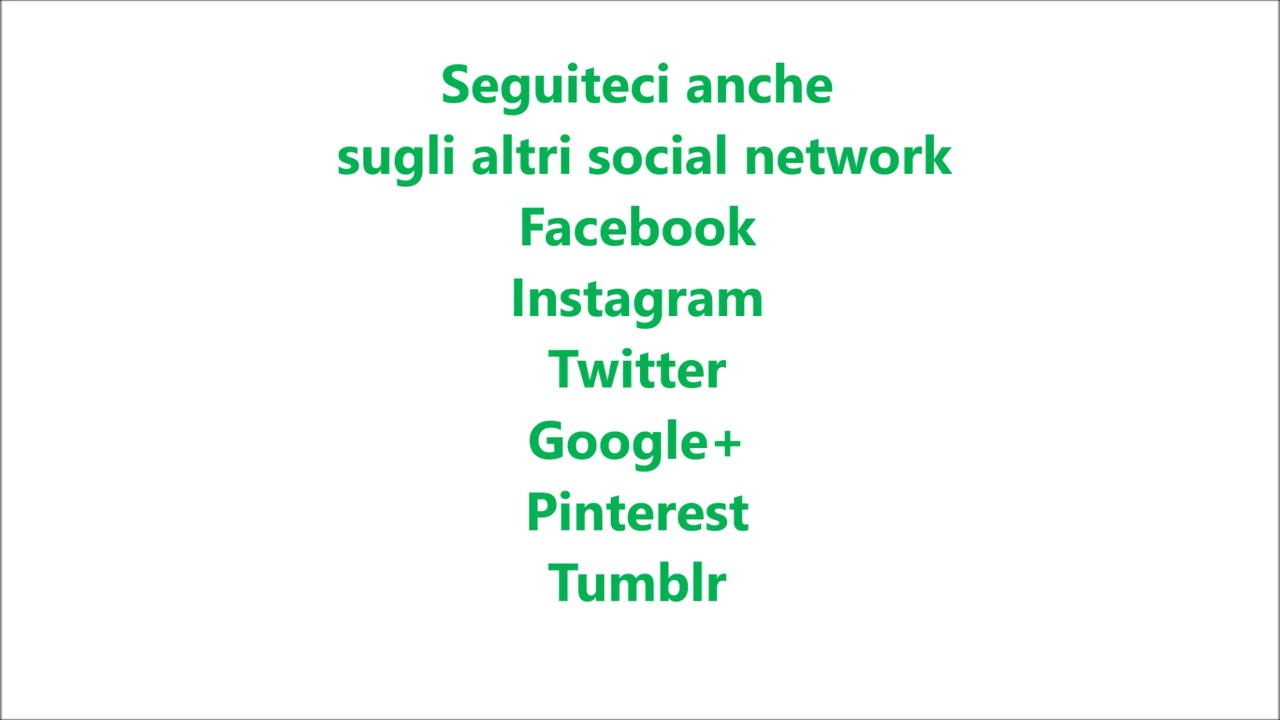 Seguiteci anche
sugli altri social network
Facebook
Instagram
Twitter
Google+
Pinterest
Tumblr